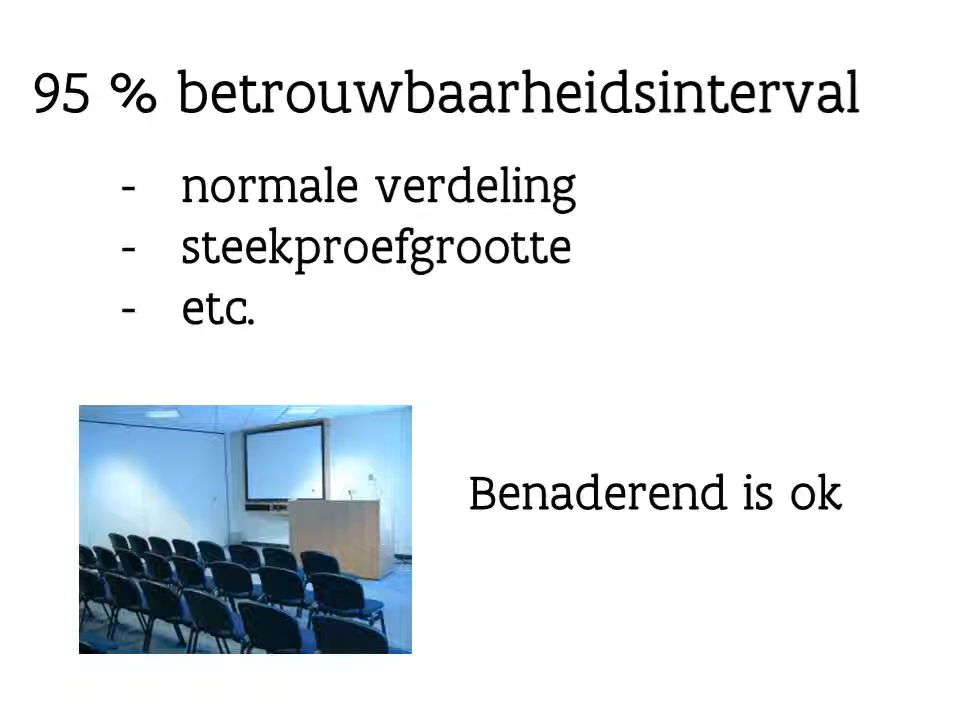 95 % betrouwbaarheidsinterval
- normale verdeling
- steekproefgrootte
- etc.
Benaderend is ok